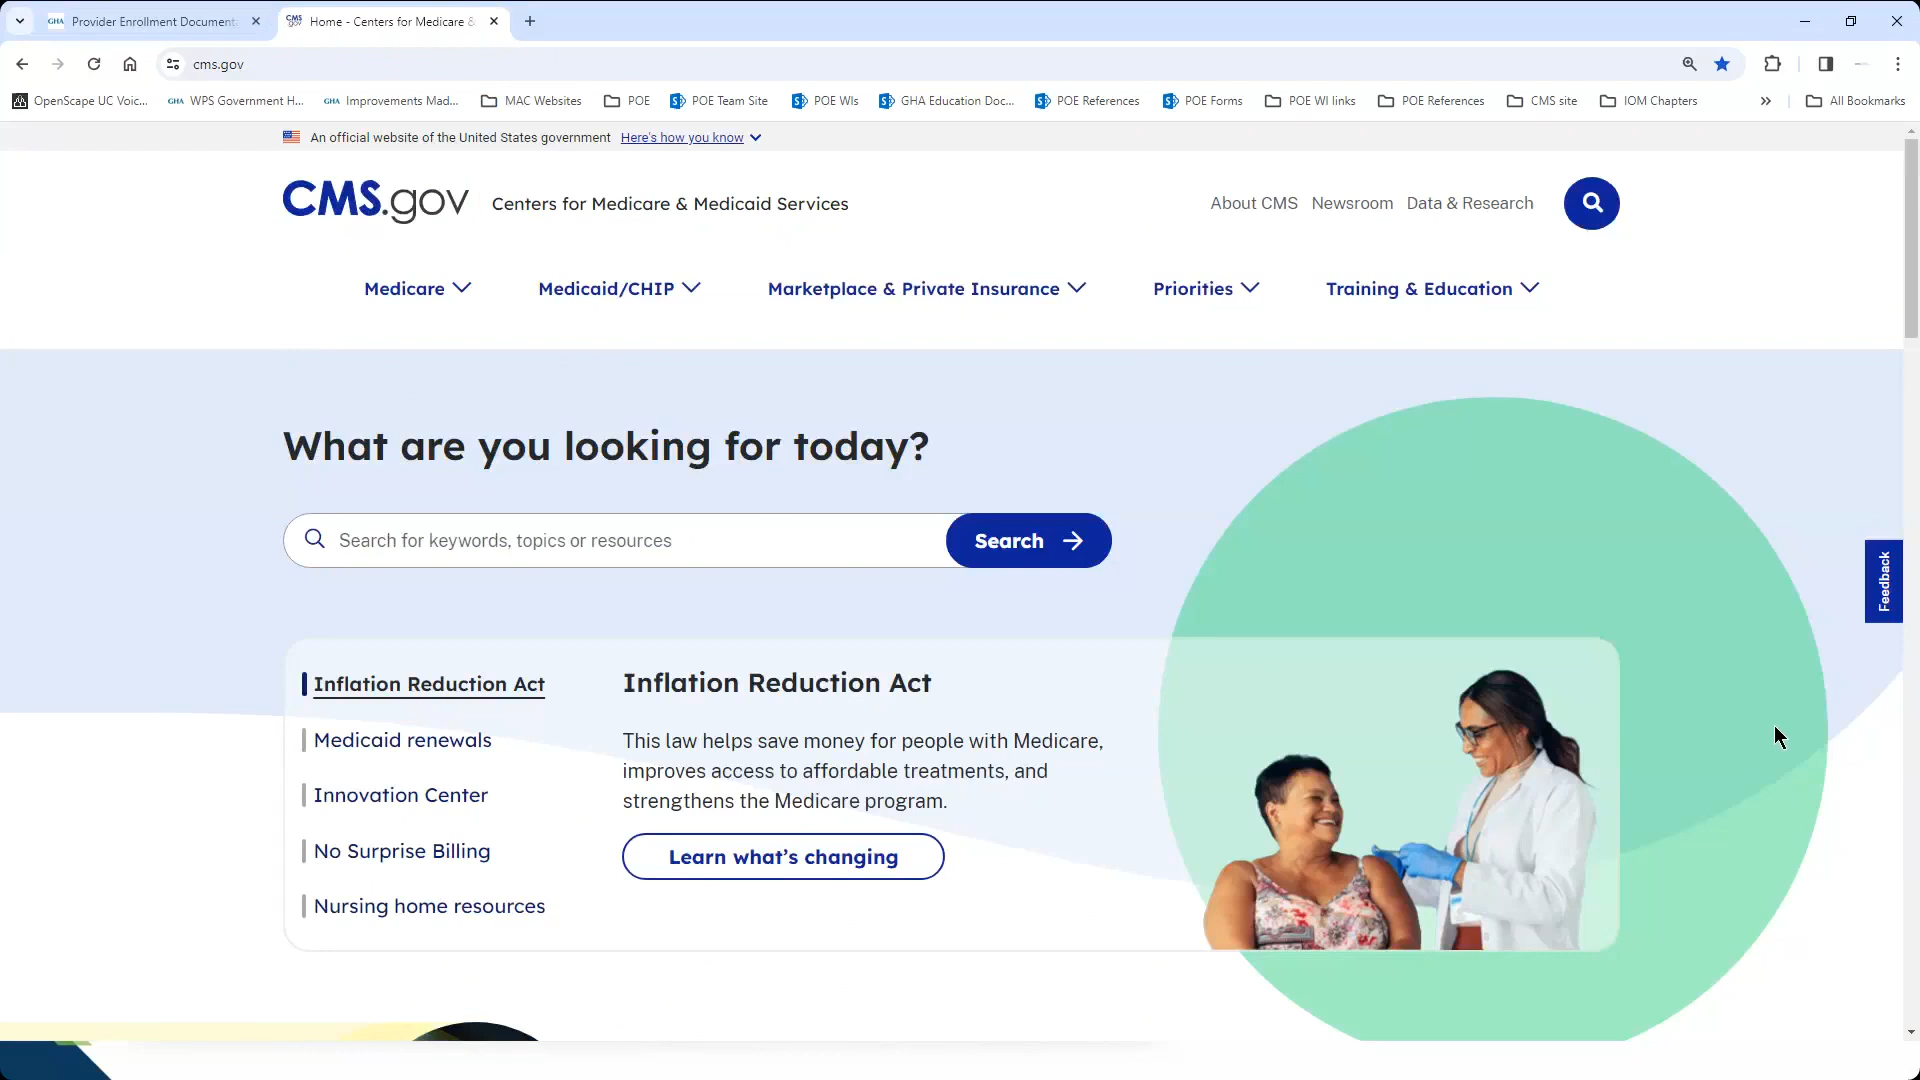 GHA Provider Enrollment Document
CMS gov Home - Centers for Medicare &
cms.gov
OpenScape UC Voic...
GHA WPS Government H...
GHA Improvements Mad...
MAC Websites
POE
POE Team Site
POE WIs
GHA Education Doc...
POE References
POE Forms
POE WI links
POE References
CMS site
IOM Chapters
All Bookmarks
An official website of the United States government Here's how you know
CMS.gov Centers for Medicare & Medicaid Services
About CMS Newsroom Data & Research
Medicare Medicaid/CHIP Marketplace & Private Insurance Priorities Training & Education
What are you looking for today?
Search for keywords, topics or resources
Search
Feedback
Inflation Reduction Act
Medicaid renewals
Innovation Center
No Surprise Billing
Nursing home resources
Inflation Reduction Act
This law helps save money for people with Medicare,
improves access to affordable treatments, and
strengthens the Medicare program.
Learn what's changing